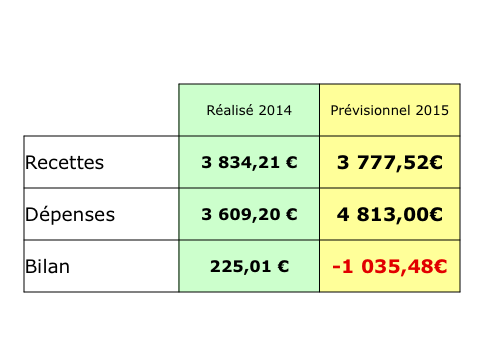 Réalisé 2014 Prévisionnel 2015
Recettes 3 834,21 € 3 777,52€
Dépenses 3 609,20 € 4 813,00€
Bilan 225,01 € -1 035,48€